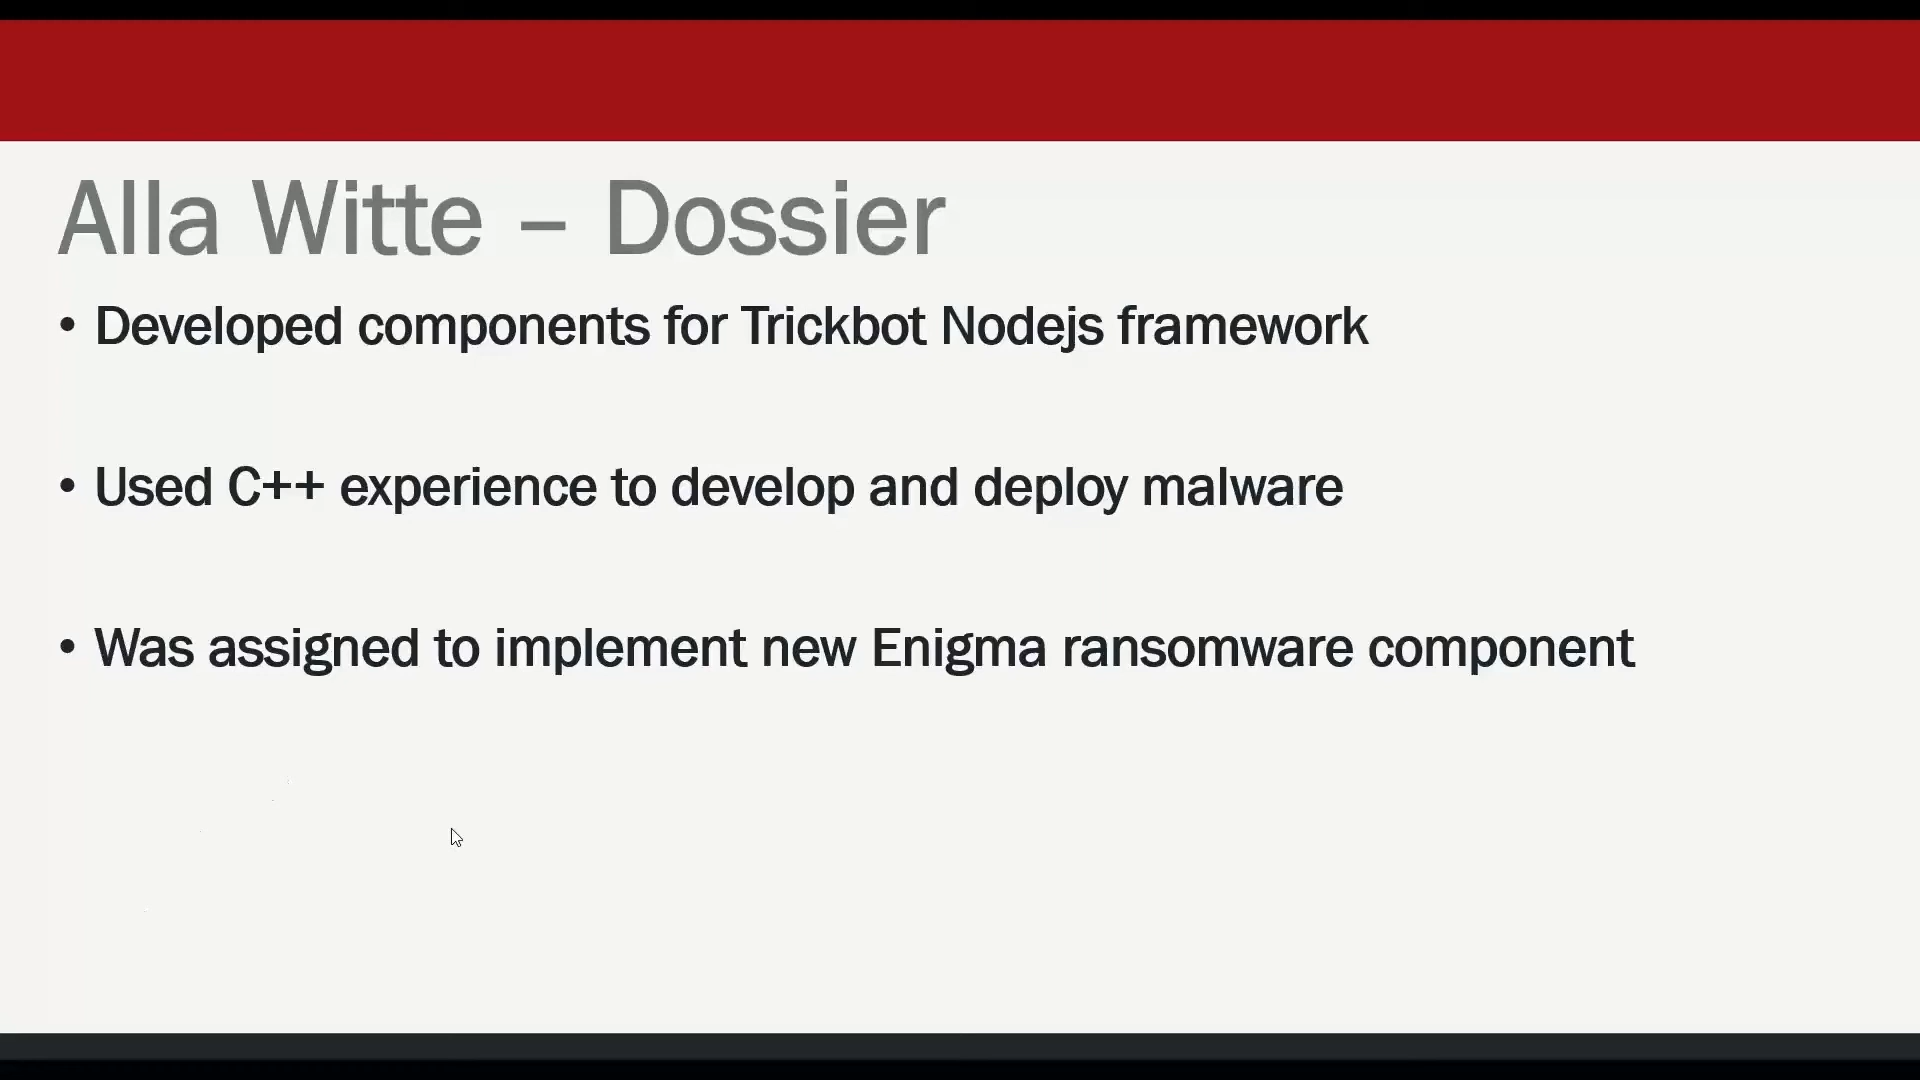 Alla Witte – Dossier
• Developed components for Trickbot Nodejs framework
• Used C++ experience to develop and deploy malware
• Was assigned to implement new Enigma ransomware component